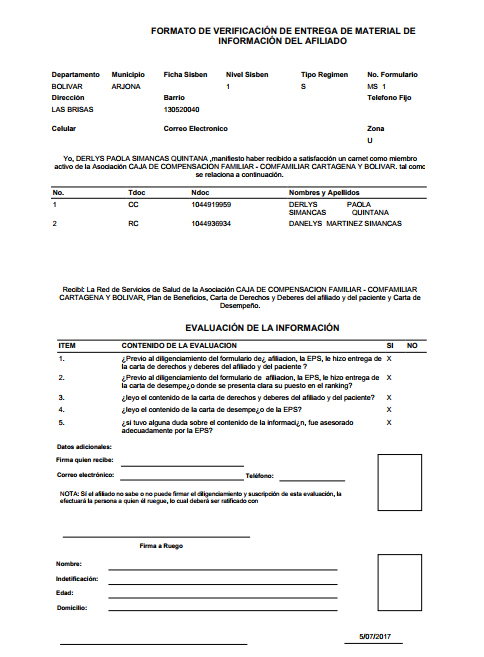 FORMATO DE VERIFICACIÓN DE ENTREGA DE MATERIAL DE
INFORMACIÓN DEL AFILIADO
Departamento Municipio Ficha Sisben Nivel Sisben Tipo Regimen No. Formulario
BOLIVAR ARJONA 1 S MS 1
Dirección Barrio Telefono Fijo
LAS BRISAS 130520040
Celular Correo Electronico Zona
U
Yo, DERLYS PAOLA SIMANCAS QUINTANA ,manifiesto haber recibido a satisfacción un carnet como miembro
activo de la Asociación CAJA DE COMPENSACION FAMILIAR - COMFAMILIAR CARTAGENA Y BOLIVAR. tal como
se relaciona a continuación.
No. Tdoc Ndoc Nombres y Apellidos
1 CC 1044919959 DERLYS PAOLA
SIMANCAS QUINTANA
2 RC 1044936934 DANELYS MARTINEZ SIMANCAS
Recibí: La Red de Servicios de Salud de la Asociación CAJA DE COMPENSACION FAMILIAR - COMFAMILIAR
CARTAGENA Y BOLIVAR, Plan de Beneficios, Carta de Derechos y Deberes del afiliado y del paciente y Carta de
Desempeño.
EVALUACIÓN DE LA INFORMACIÓN
ITEM CONTENIDO DE LA EVALUACION SI NO
1. ¿Previo al diligenciamiento del formulario de¿ afiliacion, la EPS, le hizo entrega de X
la carta de derechos y deberes del afiliado y del paciente ?
2. ¿Previo al diligenciamiento del formulario de afiliacion, la EPS, le hizo entrega de X
la carta de desempe¿o donde se presenta clara su puesto en el ranking?
3. ¿leyo el contenido de la carta de derechos y deberes del afiliado y del paciente? X
4. ¿leyo el contenido de la carta de desempe¿o de la EPS? X
5. ¿si tuvo alguna duda sobre el contenido de la informaci¿n, fue asesorado X
adecuadamente por la EPS?
Datos adicionales:
Firma quien recibe:
Correo electrónico: Teléfono:
NOTA: Sí el afiliado no sabe o no puede firmar el diligenciamiento y suscripción de esta evaluación, la
efectuará la persona a quien él ruegue, lo cual deberá ser ratificado con
Firma a Ruego
Nombre:
Indetificación:
Edad:
Domicilio:
5/07/2017